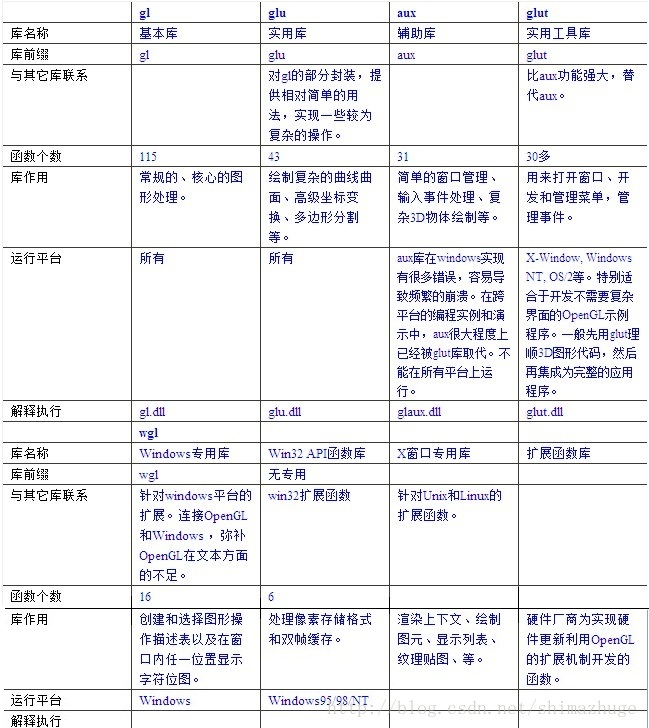 gl glu aux glut
库名称 基本库 实用库 辅助库 实用工具库
库前缀 gl glu aux glut
与其它库联系 对gl的部分封装，提 比aux功能强大，替
供相对简单的用 代aux。
法，实现一些较为
复杂的操作。
函数个数 115 43 31 30多
库作用 常规的、核心的图 绘制复杂的曲线曲 简单的窗口管理、 用来打开窗口、开
形处理。 面、高级坐标变 输入事件处理、复 发和管理菜单，管
换、多边形分割 杂3D物体绘制等。 理事件。
等。
运行平台 所有 所有 aux库在windows实现 X-Window, Windows
有很多错误，容易导 NT, OS/2等。特别适
致频繁的崩溃。在跨 合于开发不需要复杂
平台的编程实例和演 界面的OpenGL示例
示中，aux很大程度上 程序。一般先用glut理
已经被glut库取代。不 顺3D图形代码，然后
能在所有平台上运 再集成为完整的应用
行。 程序。
解释执行 gl.dll glu.dll glaux.dll glut.dll
wgl
库名称 Windows专用库 Win32 API函数库 X窗口专用库 扩展函数库
库前缀 wgl 无专用
与其它库联系 针对windows平台的 win32扩展函数 针对Unix和Linux的
扩展。连接OpenGL 扩展函数。
和Windows ，弥补
OpenGL在文本方面
的不足。
函数个数 16 6
库作用 创建和选择图形操 处理像素存储格式 渲染上下文、绘制 硬件厂商为实现硬
作描述表以及在窗 和双帧缓存。 图元、显示列表、 件更新利用OpenGL
口内任一位置显示 纹理贴图、等。 的扩展机制开发的
字符位图。 函数。
运行平台 Windows Windows95/98/NT
http://blog.csdn.net/shimazhuge
解释执行